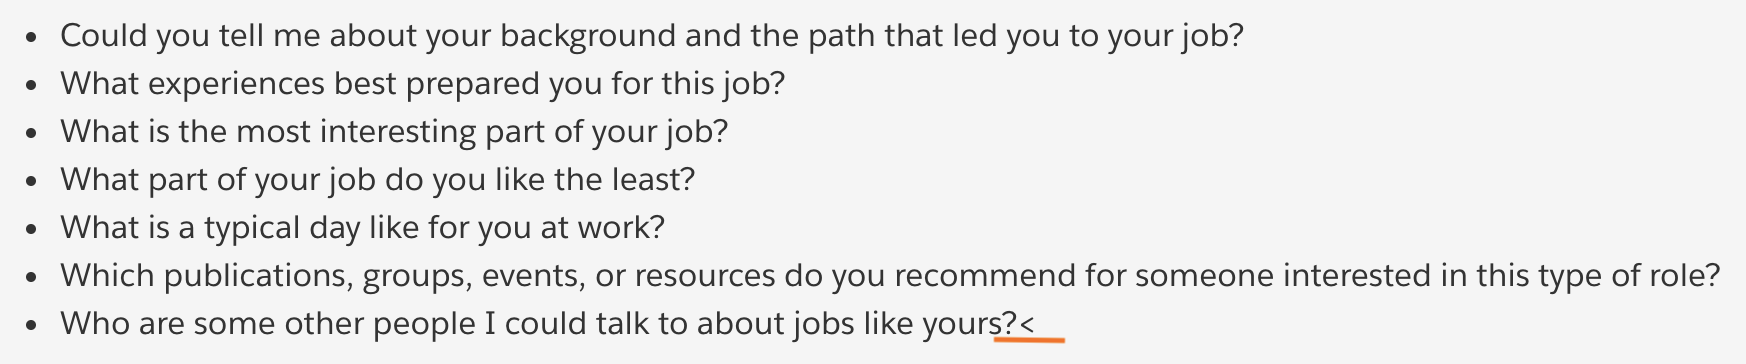 • Could you tell me about your background and the path that led you to your job?
• What experiences best prepared you for this job?
• What is the most interesting part of your job?
• What part of your job do you like the least?
• What is a typical day like for you at work?
• Which publications, groups, events, or resources do you recommend for someone interested in this type of role?
• Who are some other people I could talk to about jobs like yours?<